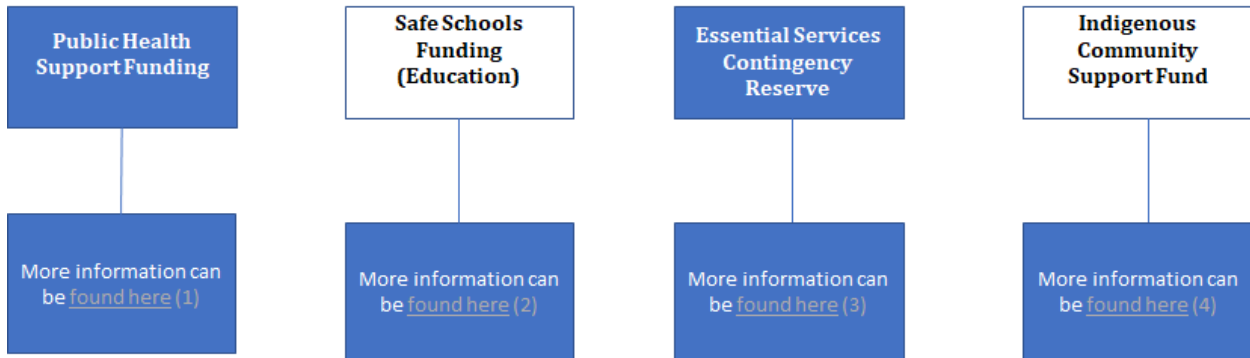 Public Health
Support Funding
Safe Schools
Funding
(Education)
Essential Services
Contingency
Reserve
Indigenous
Community
Support Fund
More information can
be found here (1)
More information can
be found here (2)
More information can
be found here (3)
More information can
be found here (4)